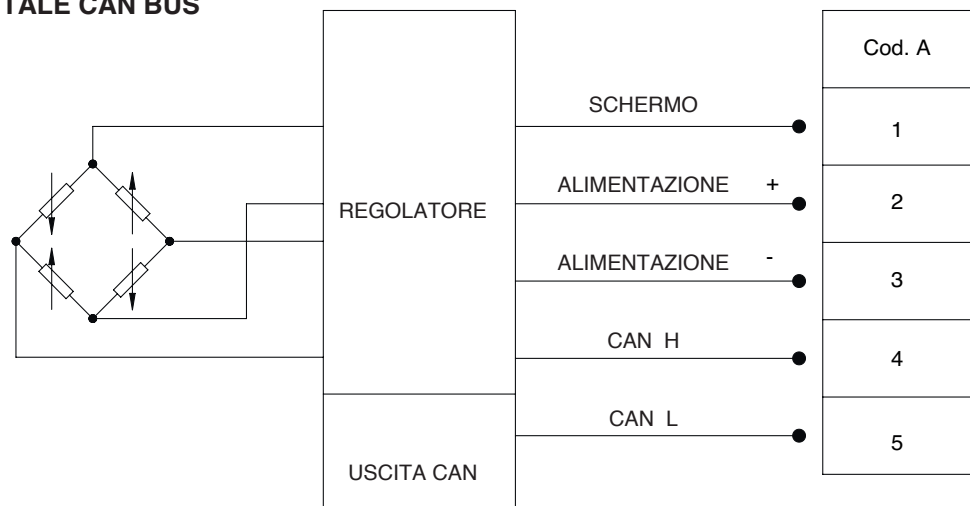 TALE CAN BUS
Cod. A
SCHERMO
1
ALIMENTAZIONE +
2
REGOLATORE
ALIMENTAZIONE -
3
CAN H
4
CAN L
5
USCITA CAN